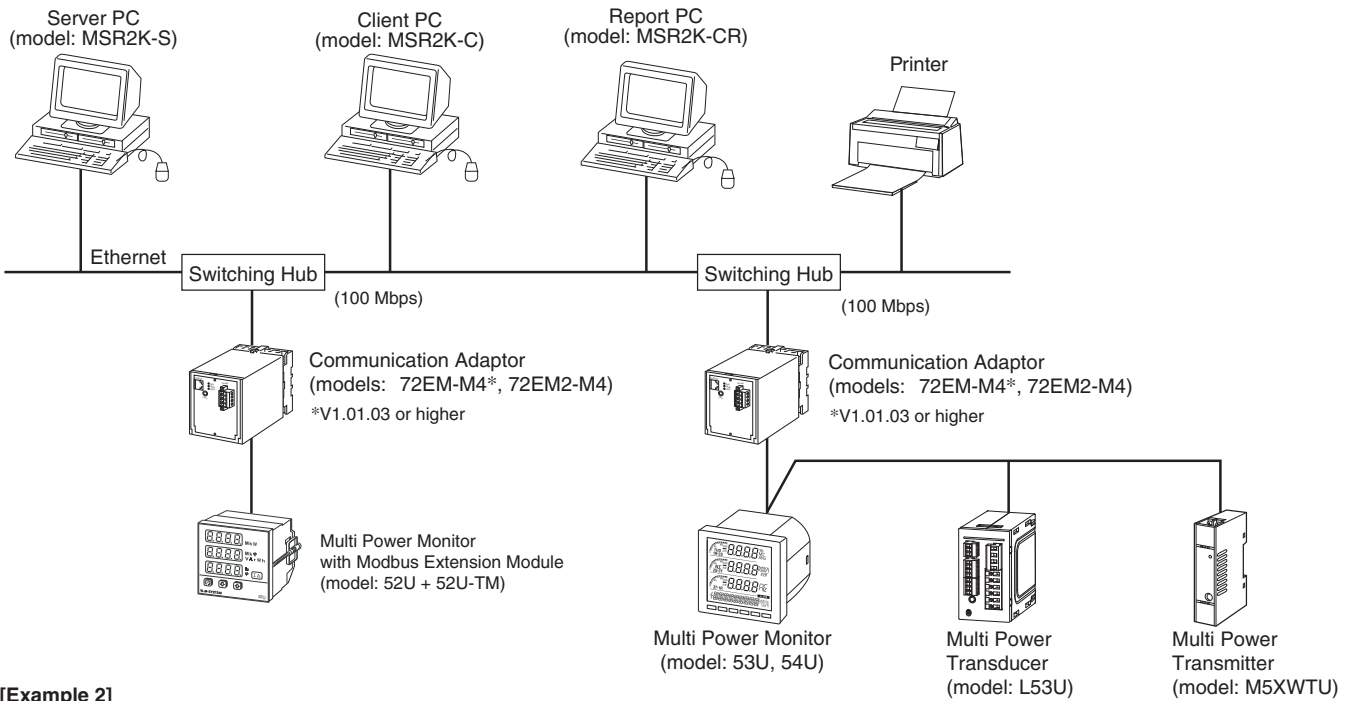 Server PC
(model: MSR2K-S)
Client PC
(model: MSR2K-C)
Report PC
(model: MSR2K-CR)
Printer
Ethernet
Switching Hub
(100 Mbps)
Switching Hub
(100 Mbps)
Communication Adaptor
(models: 72EM-M4*, 72EM2-M4)
*V1.01.03 or higher
Communication Adaptor
(models: 72EM-M4*, 72EM2-M4)
*V1.01.03 or higher
Multi Power Monitor
with Modbus Extension Module
(model: 52U + 52U-TM)
Multi Power Monitor
(model: 53U, 54U)
Multi Power
Transducer
(model: L53U)
Multi Power
Transmitter
(model: M5XWTU)
[Example 2]